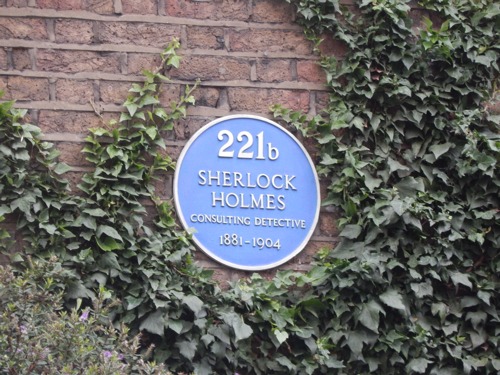 221b
SHERLOCK
HOLMES
CONSULTING DETECTIVE
1881-1904